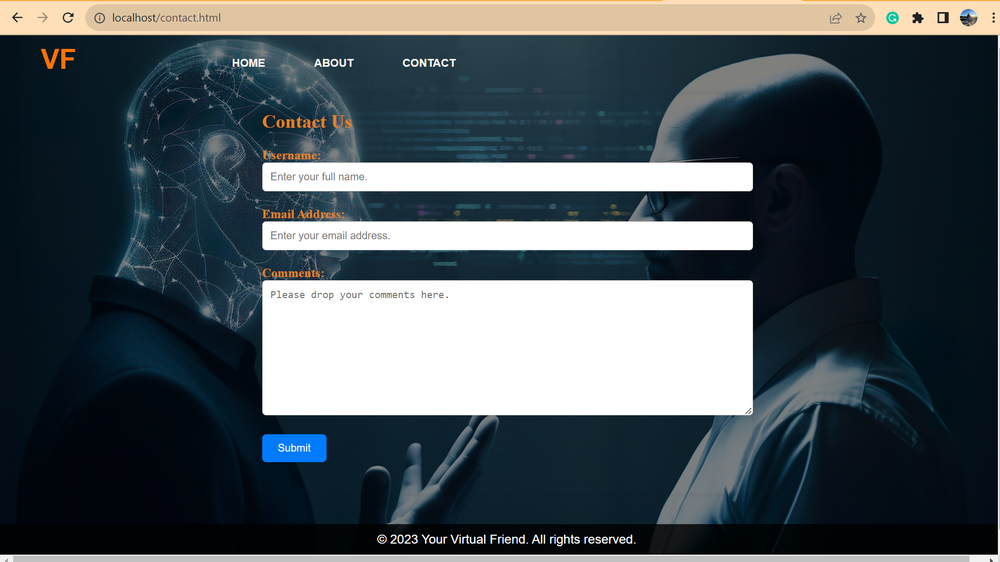 localhost/contact.html
VF
HOME ABOUT CONTACT
Contact Us
Username:
Enter your full name.
Email Address:
Enter your email address.
Comments:
Please drop your comments here.
Submit
© 2023 Your Virtual Friend. All rights reserved.